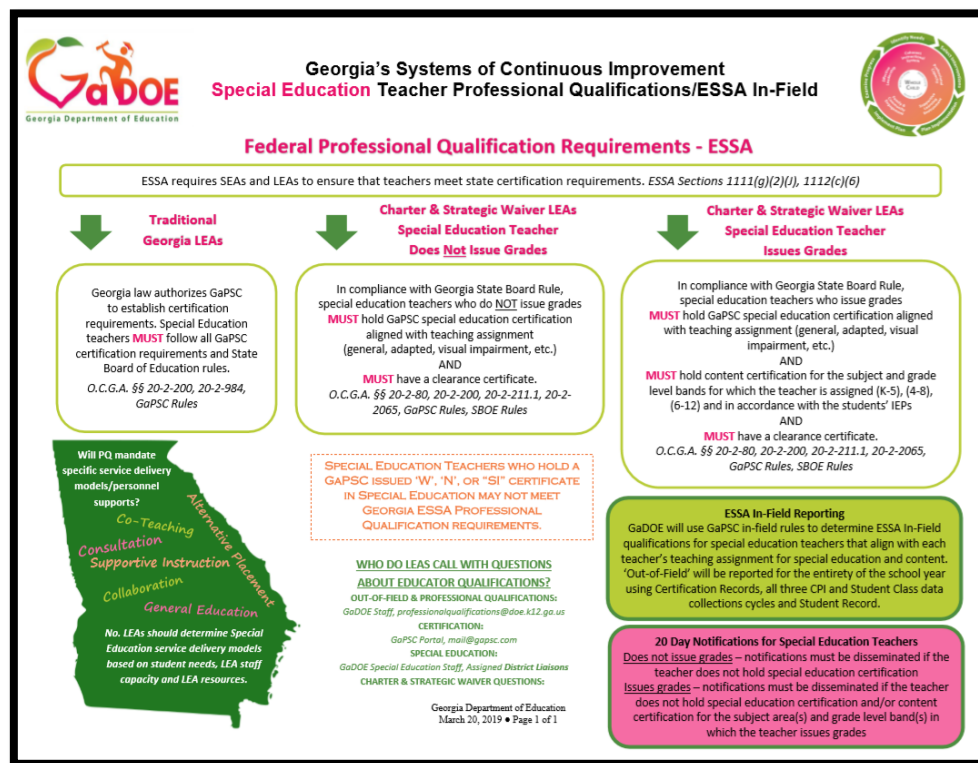 GaDOE
Georgia Department of Education
Georgia's Systems of Continuous Improvement
Special Education Teacher Professional Qualifications/ESSA In-Field
WHOLE
CHILD
Federal Professional Qualification Requirements - ESSA
ESSA requires SEAs and LEAs to ensure that teachers meet state certification requirements. ESSA Sections 1111(g)(2)(J), 1112(c)(6)
Traditional
Georgia LEAs
Georgia law authorizes GaPSC
to establish certification
requirements. Special Education
teachers MUST follow all GaPSC
certification requirements and State
Board of Education rules.
O.C.G.A. §§ 20-2-200, 20-2-984,
GaPSC Rules
Charter & Strategic Waiver LEAs
Special Education Teacher
Does Not Issue Grades
In compliance with Georgia State Board Rule,
special education teachers who do NOT issue grades
MUST hold GaPSC special education certification
aligned with teaching assignment
(general, adapted, visual impairment, etc.)
AND
MUST have a clearance certificate.
O.C.G.A. §§ 20-2-80, 20-2-200, 20-2-211.1, 20-2-
2065, GaPSC Rules, SBOE Rules
Charter & Strategic Waiver LEAs
Special Education Teacher
Issues Grades
In compliance with Georgia State Board Rule,
special education teachers who issue grades
MUST hold GaPSC special education certification aligned
with teaching assignment (general, adapted, visual
impairment, etc.)
AND
MUST hold content certification for the subject and grade
level bands for which the teacher is assigned (K-5), (4-8),
(6-12) and in accordance with the students' IEPs
AND
MUST have a clearance certificate.
O.C.G.A. §§ 20-2-80, 20-2-200, 20-2-211.1, 20-2-2065,
GaPSC Rules, SBOE Rules
Will PQ mandate
specific service delivery
models/personnel
supports?
Co-Teaching
Consultation
Supportive Instruction
Collaboration
General Education
Alternative Placement
No. LEAs should determine Special
Education service delivery models
based on student needs, LEA staff
capacity and LEA resources.
SPECIAL EDUCATION TEACHERS WHO HOLD A
GAPSC ISSUED 'W', 'N', OR "SI" CERTIFICATE
IN SPECIAL EDUCATION MAY NOT MEET
GEORGIA ESSA PROFESSIONAL
QUALIFICATION REQUIREMENTS.
WHO DO LEAS CALL WITH QUESTIONS
ABOUT EDUCATOR QUALIFICATIONS?
OUT-OF-FIELD & PROFESSIONAL QUALIFICATIONS:
GaDOE Staff, professionalqualifications@doe.k12.ga.us
CERTIFICATION:
GaPSC Portal, mail@gapsc.com
SPECIAL EDUCATION:
GaDOE Special Education Staff, Assigned District Liaisons
CHARTER & STRATEGIC WAIVER QUESTIONS:
Georgia Department of Education
March 20, 2019 ● Page 1 of 1
ESSA In-Field Reporting
GaDOE will use GaPSC in-field rules to determine ESSA In-Field
qualifications for special education teachers that align with each
teacher's teaching assignment for special education and content.
'Out-of-Field' will be reported for the entirety of the school year
using Certification Records, all three CPI and Student Class data
collections cycles and Student Record.
20 Day Notifications for Special Education Teachers
Does not issue grades – notifications must be disseminated if the
teacher does not hold special education certification
Issues grades – notifications must be disseminated if the teacher
does not hold special education certification and/or content
certification for the subject area(s) and grade level band(s) in
which the teacher issues grades